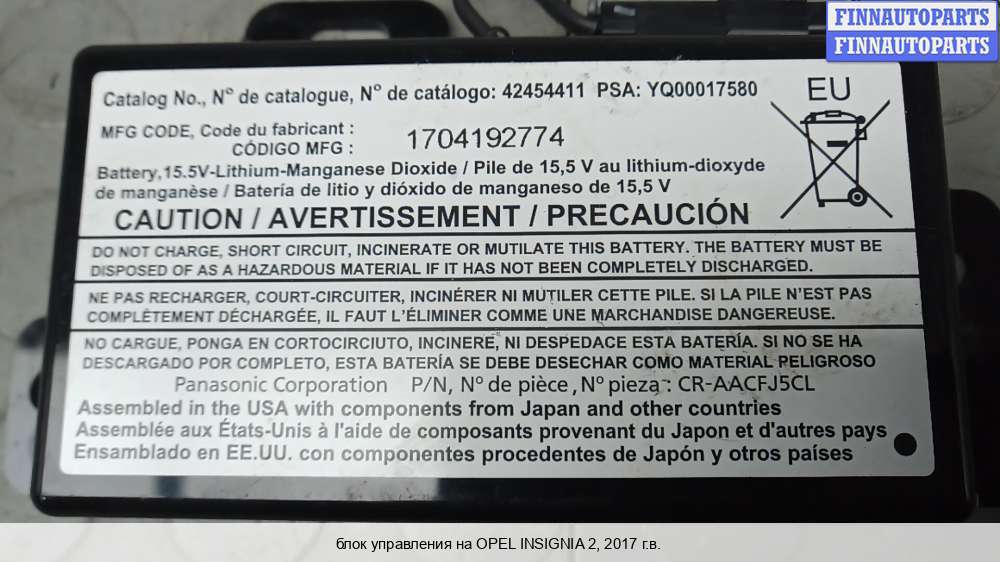 FINNAUTOPARTS
FINNAUTOPARTS
EU
Catalog No., Nº de catalogue, Nº de catálogo: 42454411 PSA: YQ00017580
MFG CODE, Code du fabricant :
CÓDIGO MFG : 1704192774
Battery,15.5V-Lithium-Manganese Dioxide / Pile de 15,5 V au lithium-dioxyde
de manganèse / Batería de litio y dióxido de manganeso de 15,5 V
CAUTION / AVERTISSEMENT / PRECAUCIÓN
DO NOT CHARGE, SHORT CIRCUIT, INCINERATE OR MUTILATE THIS BATTERY. THE BATTERY MUST BE
DISPOSED OF AS A HAZARDOUS MATERIAL IF IT HAS NOT BEEN COMPLETELY DISCHARGED.
NE PAS RECHARGER, COURT-CIRCUITER, INCINÉRER NI MUTILER CETTE PILE. SI LA PILE N'EST PAS
COMPLÈTEMENT DÉCHARGÉE, IL FAUT L'ÉLIMINER COMME UNE MARCHANDISE DANGEREUSE.
NO CARGUE, PONGA EN CORTOCIRCIUTO, INCINERE, NI DESPEDACE ESTA BATERÍA. SI NO SE HA
DESCARGADO POR COMPLETO, ESTA BATERÍA SE DEBE DESECHAR COMO MATERIAL PELIGROSO
Panasonic Corporation P/N, Nº de pièce, Nº pieza : CR-AACFJ5CL
Assembled in the USA with components from Japan and other countries
Assemblée aux États-Unis à l'aide de composants provenant du Japon et d'autres pays
Ensamblado en EE.UU. con componentes procedentes de Japón y otros países
блок управления на OPEL INSIGNIA 2, 2017 г.в.